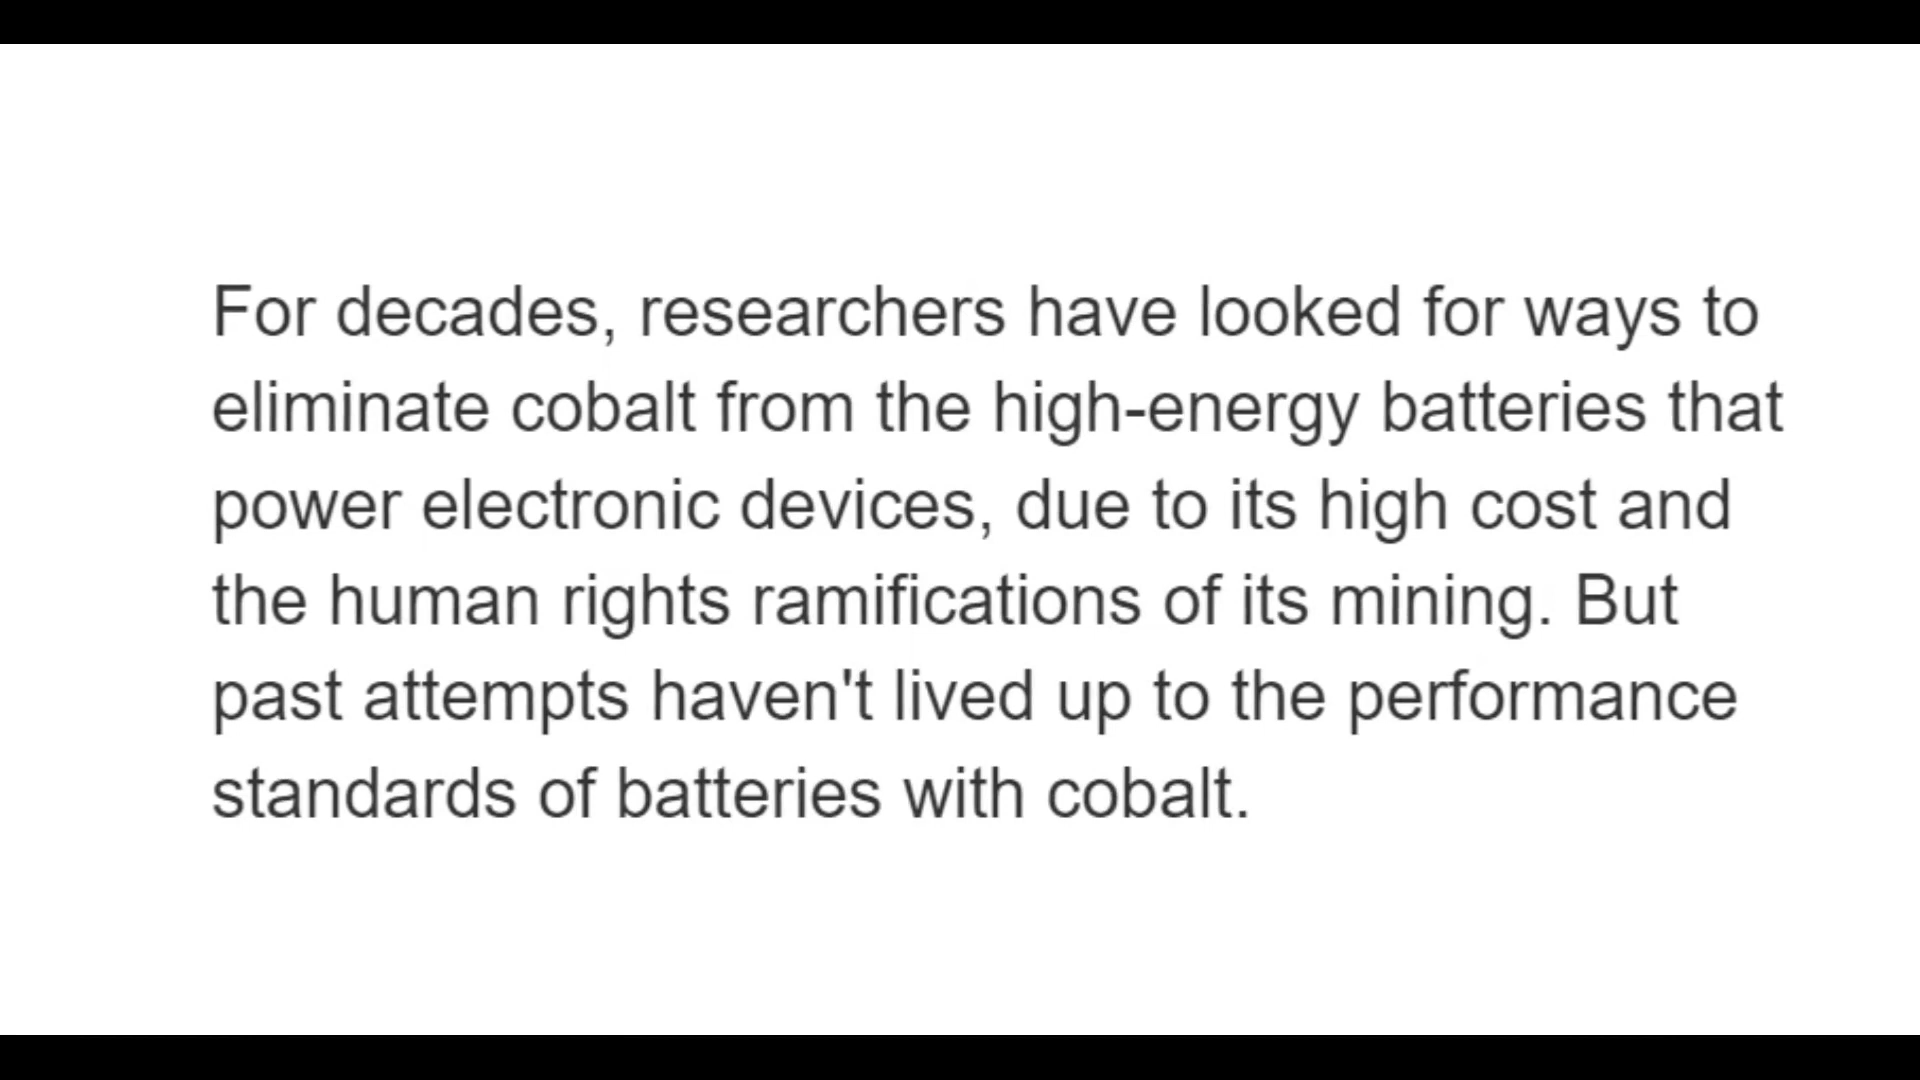 For decades, researchers have looked for ways to
eliminate cobalt from the high-energy batteries that
power electronic devices, due to its high cost and
the human rights ramifications of its mining. But
past attempts haven't lived up to the performance
standards of batteries with cobalt.